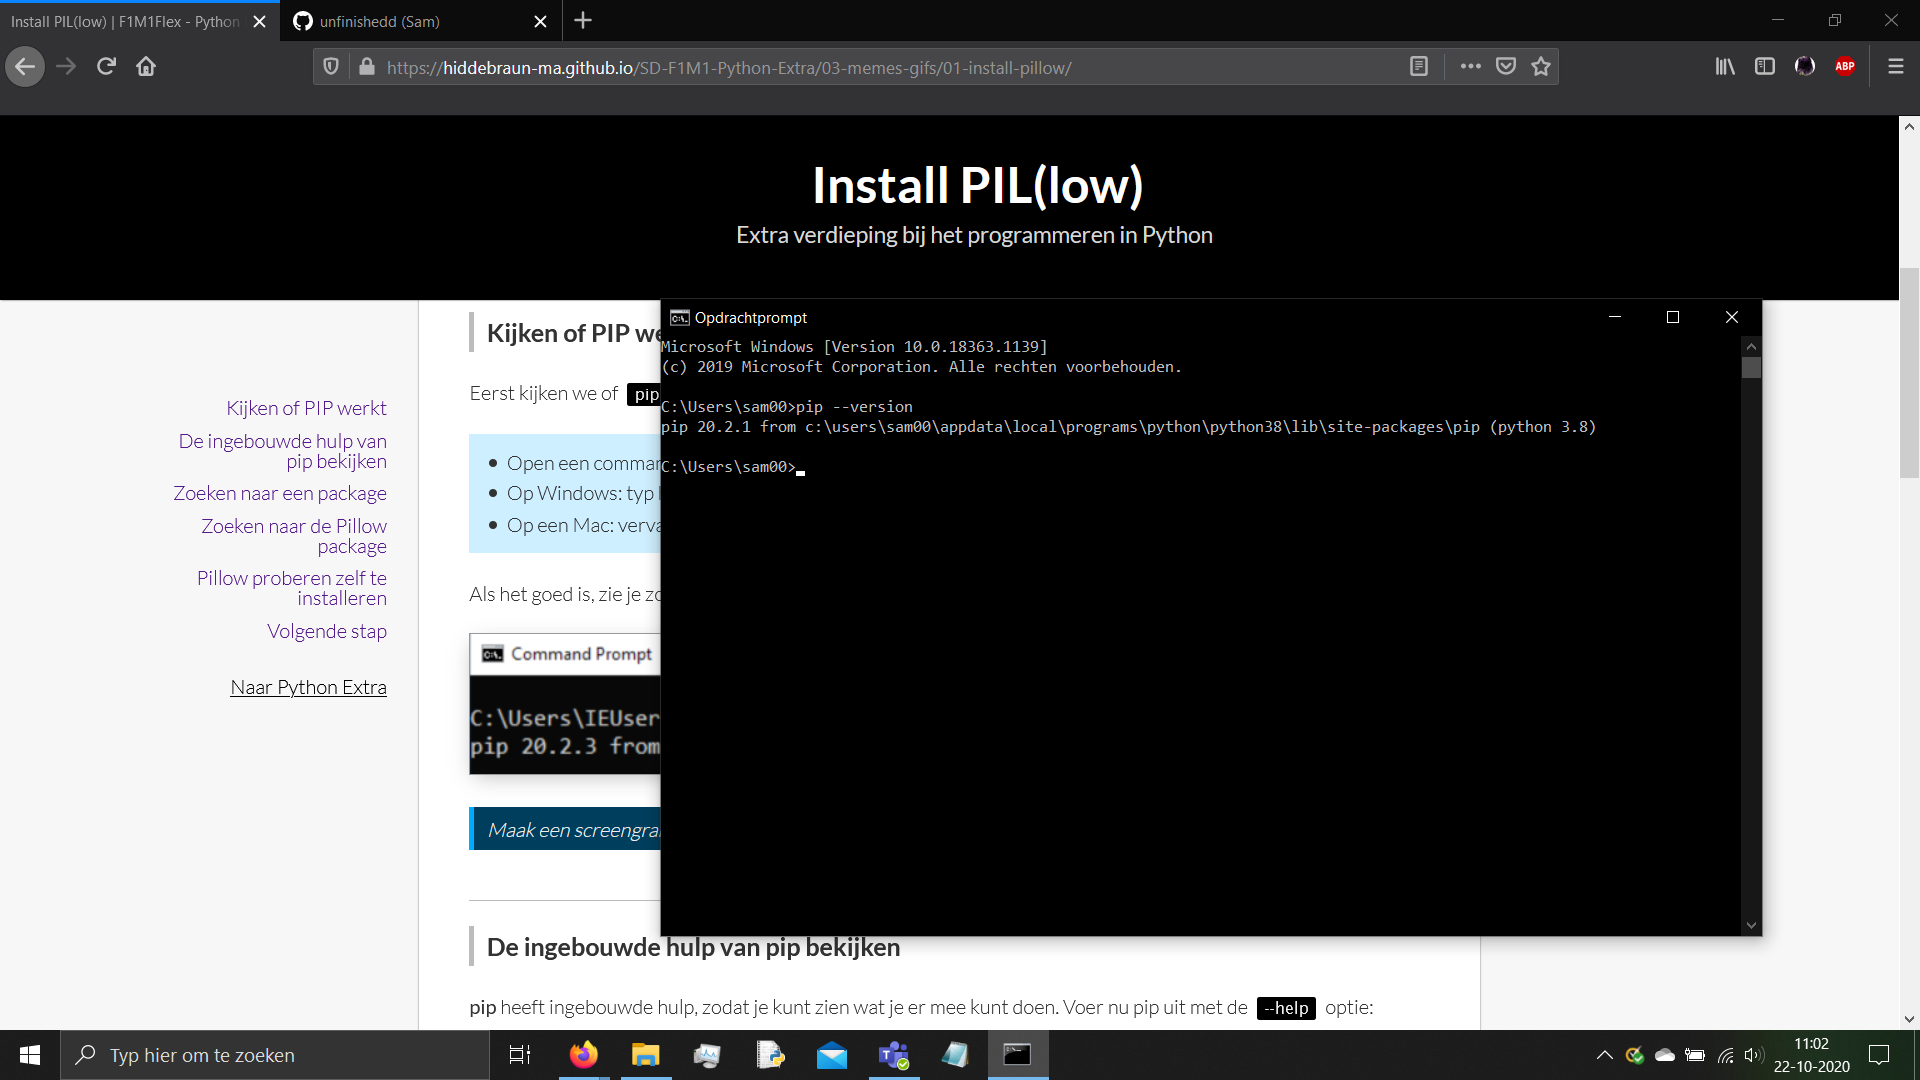 Install PIL(low) | F1M1Flex - Python
unfinishedd (Sam)
https://hiddebraun-ma.github.io/SD-F1M1-Python-Extra/03-memes-gifs/01-install-pillow/
ABP
Install PIL(low)
Extra verdieping bij het programmeren in Python
Kijken of PIP werkt
De ingebouwde hulp van
pip bekijken
Zoeken naar een package
Zoeken naar de Pillow
package
Pillow proberen zelf te
installeren
Volgende stap
Naar Python Extra
Kijken of PIP we
Eerst kijken we of pip
Open een comman
Op Windows: typ
Op een Mac: verva
Als het goed is, zie je zo
Command Prompt
C:\Users\IEUser
pip 20.2.3 from
Maak een screengra
Opdrachtprompt
Microsoft Windows [Version 10.0.18363.1139]
(c) 2019 Microsoft Corporation. Alle rechten voorbehouden.
C:\Users\sam00>pip --version
pip 20.2.1 from c:\users\sam00\appdata\local\programs\python\python38\lib\site-packages\pip (python 3.8)
C:\Users\sam00>
De ingebouwde hulp van pip bekijken
pip heeft ingebouwde hulp, zodat je kunt zien wat je er mee kunt doen. Voer nu pip uit met de --help optie:
Typ hier om te zoeken
11:02
22-10-2020